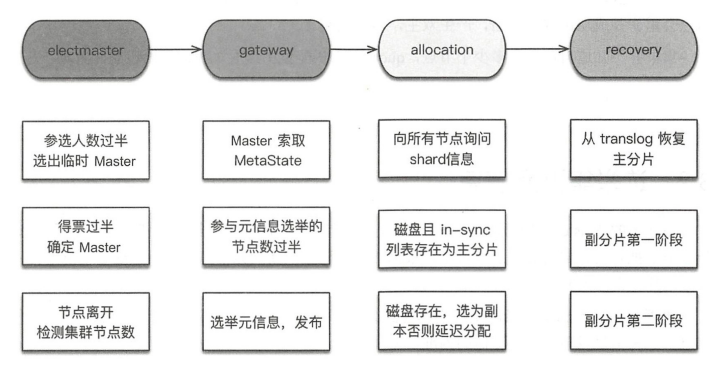 electmaster
gateway
allocation
recovery
参选人数过半
选出临时 Master
Master 索取
MetaState
向所有节点询问
shard信息
从 translog 恢复
主分片
得票过半
确定 Master
参与元信息选举的
节点数过半
磁盘且 in-sync
列表存在为主分片
副分片第一阶段
节点离开
检测集群节点数
选举元信息，发布
磁盘存在，选为副
本否则延迟分配
副分片第二阶段